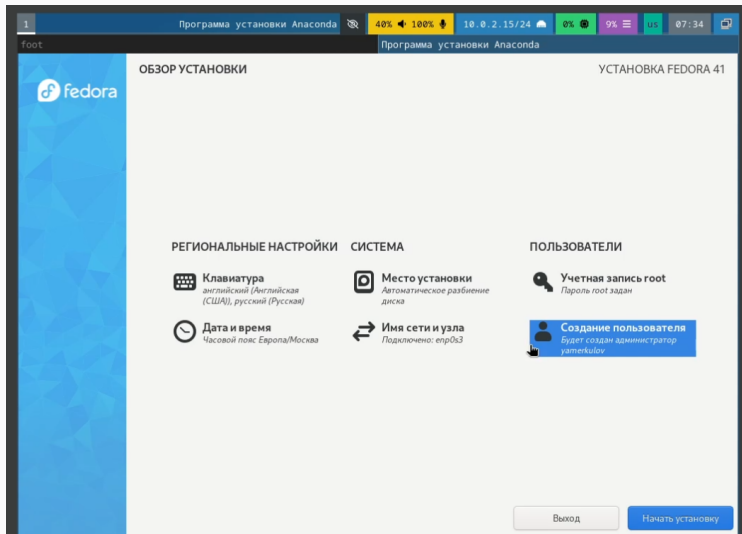 1 Программа установки Anaconda 40% 100% 10.0.2.15/24 0% 9% us 07:34
foot Программа установки Anaconda
fedora
ОБЗОР УСТАНОВКИ УСТАНОВКА FEDORA 41
РЕГИОНАЛЬНЫЕ НАСТРОЙКИ
Клавиатура
английский (Английская
(США)), русский (Русская)
Дата и время
Часовой пояс Европа/Москва
СИСТЕМА
Место установки
Автоматическое разбиение
диска
Имя сети и узла
Подключено: enp0s3
ПОЛЬЗОВАТЕЛИ
Учетная запись root
Пароль root задан
Создание пользователя
Будет создан администратор
yamerkulov
Выход Начать установку